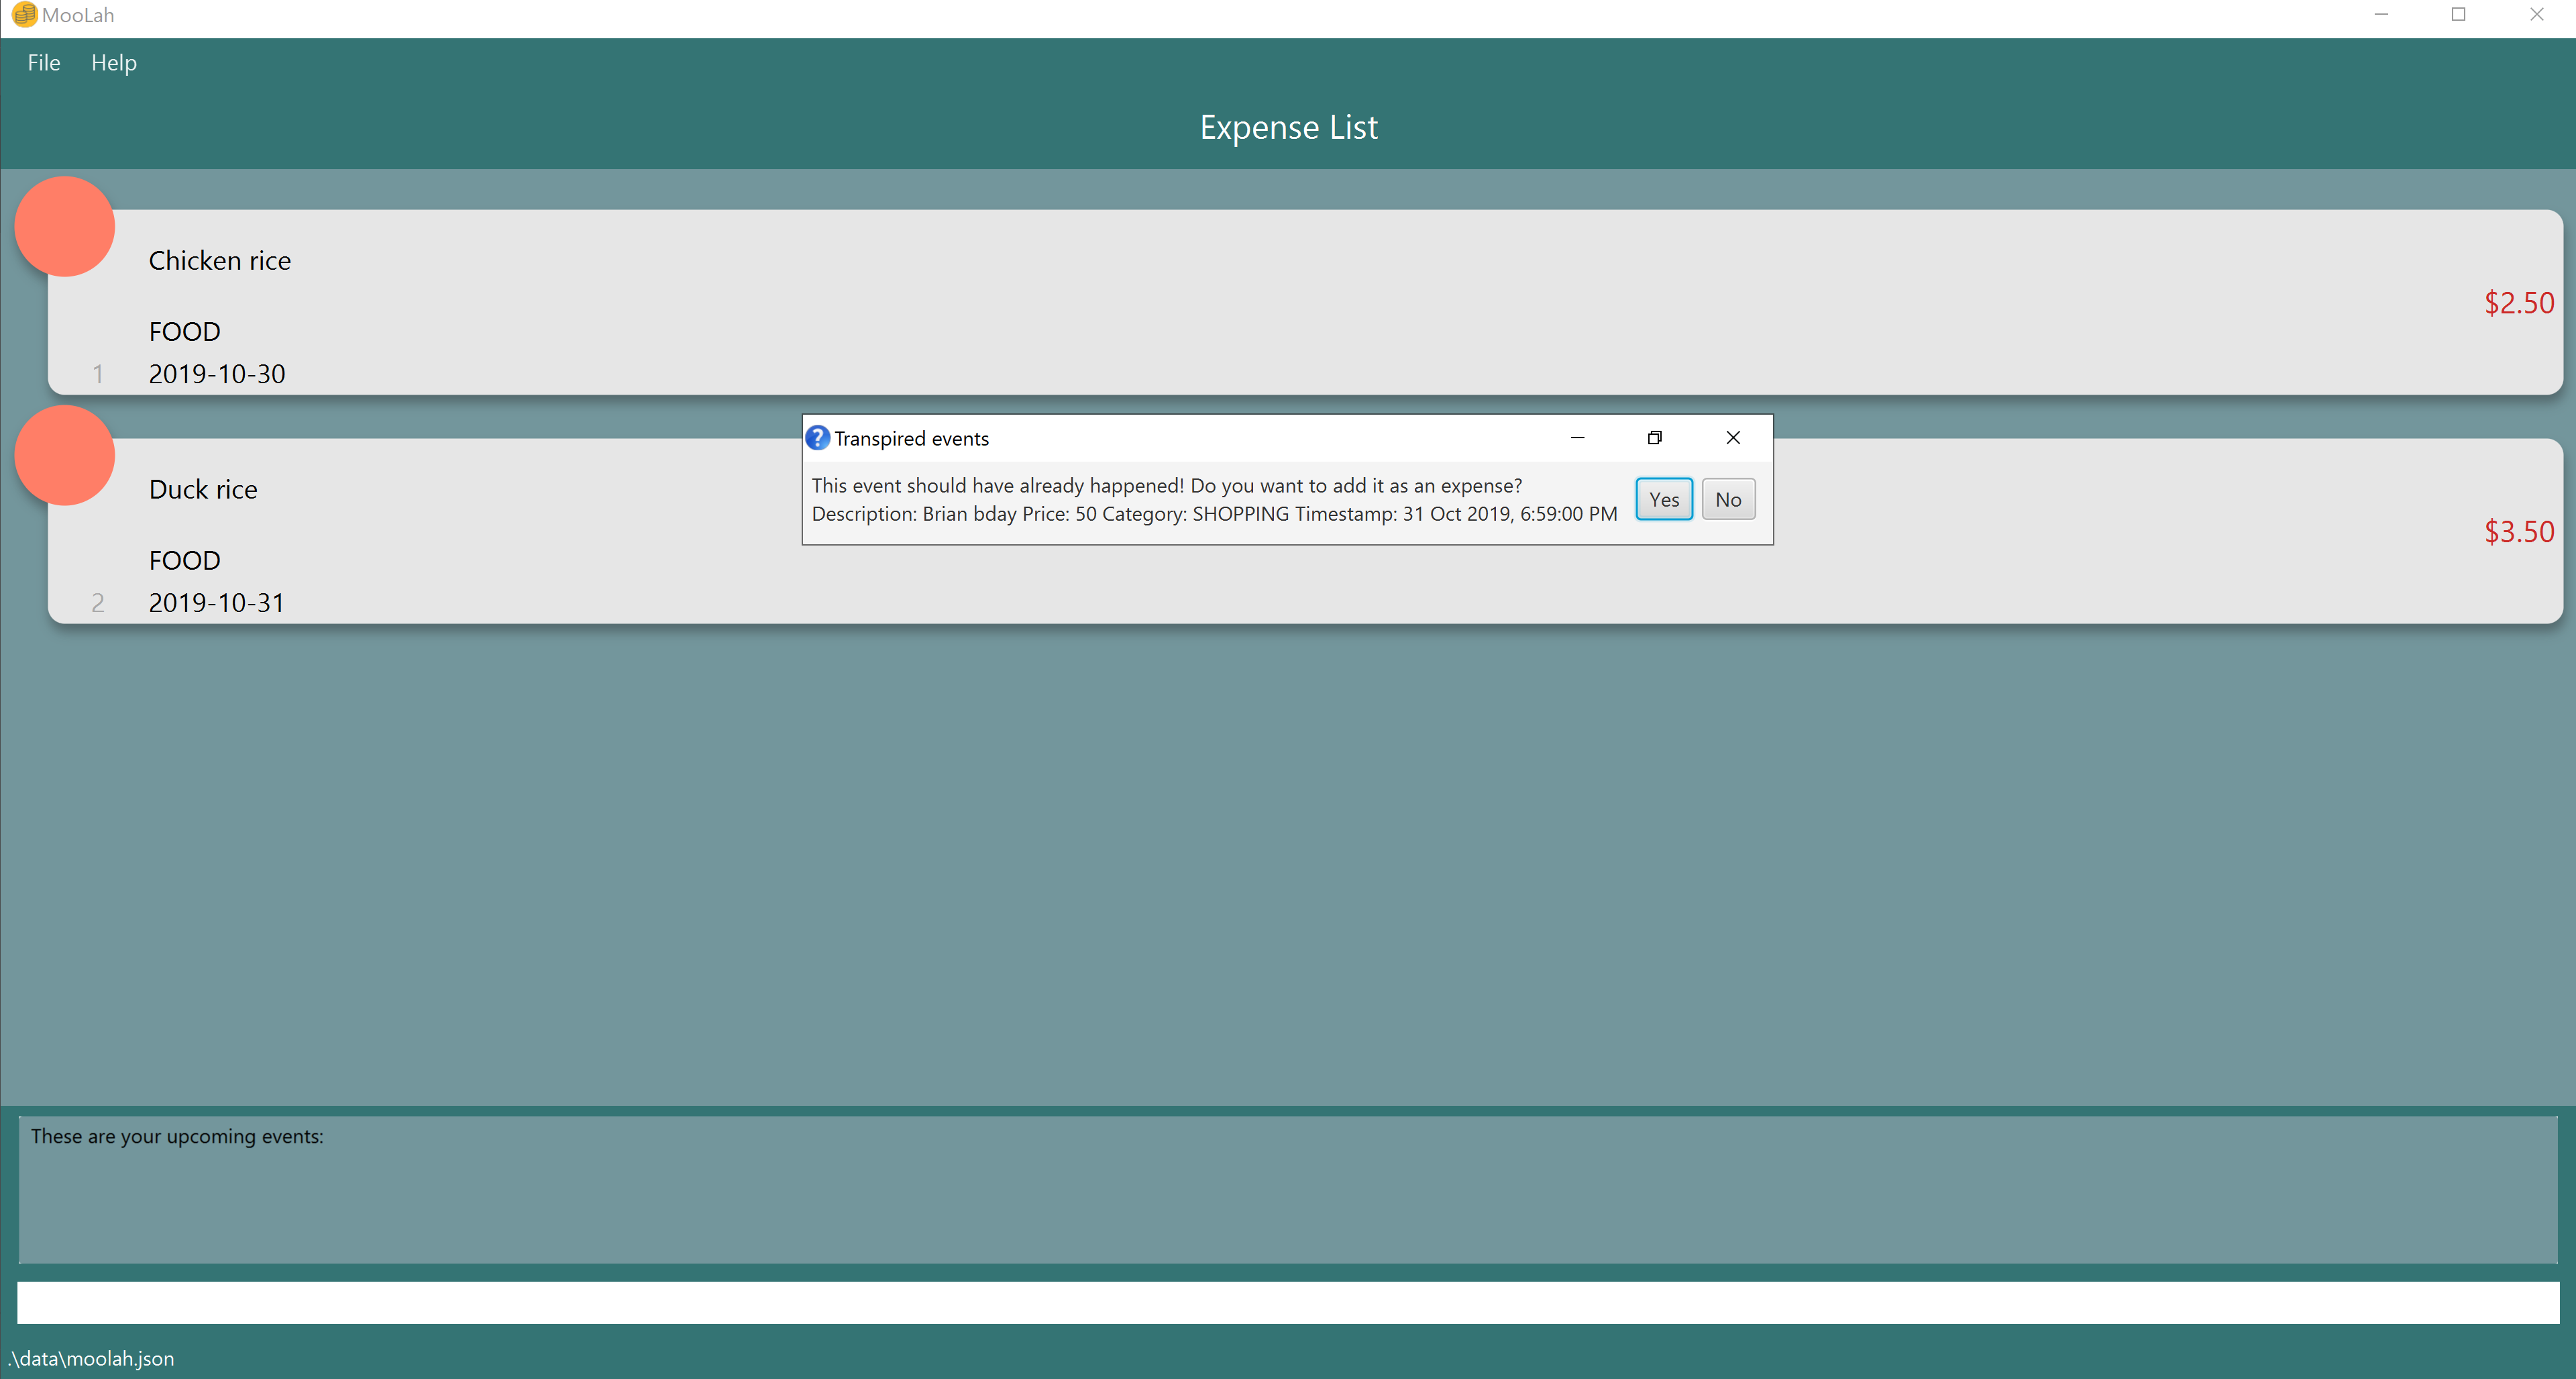 MooLah
File Help
Expense List
Chicken rice
$2.50
FOOD
1 2019-10-30
Transpired events
This event should have already happened! Do you want to add it as an expense?
Description: Brian bday Price: 50 Category: SHOPPING Timestamp: 31 Oct 2019, 6:59:00 PM
Yes No
Duck rice
$3.50
FOOD
2 2019-10-31
These are your upcoming events:
.\data\moolah.json